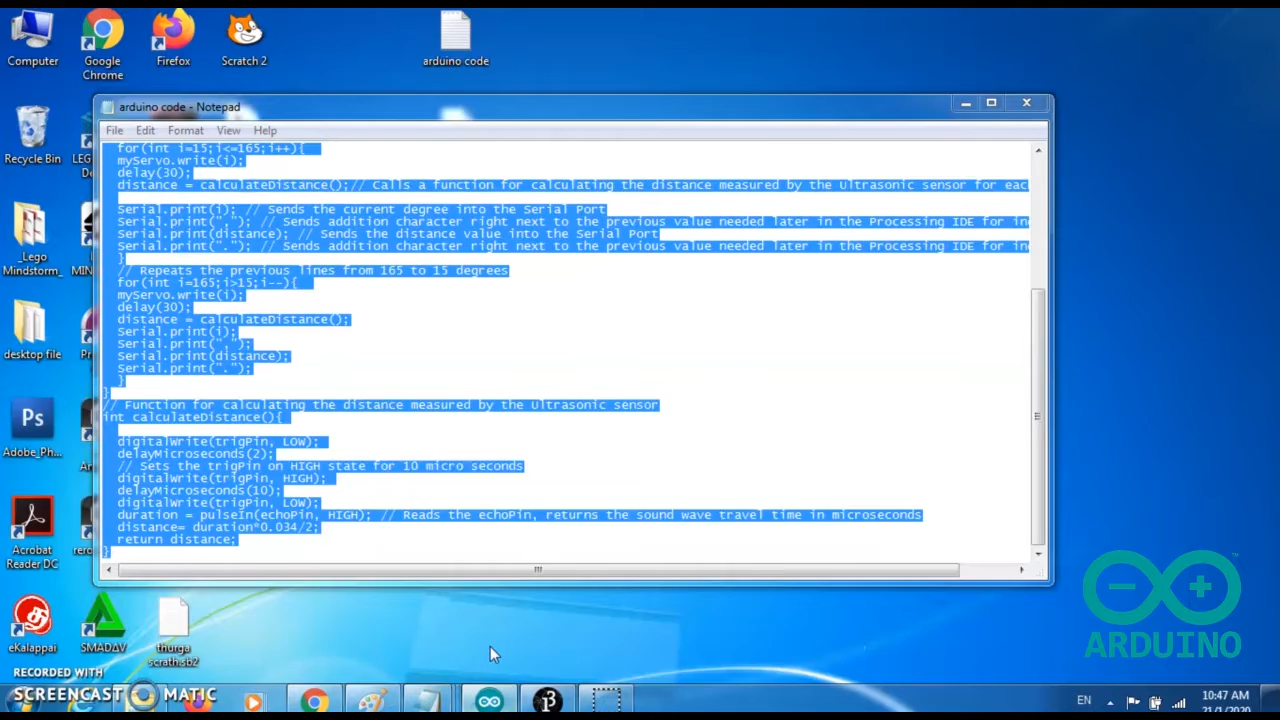 Computer
Google
Chrome
Firefox
Scratch 2
arduino code
Recycle Bin
_Lego
Mindstorm_
desktop file
Ps
Adobe_Ph...
Acrobat
Reader DC
eKalappai
SMADAV
thurga
scrath.sb2
arduino code - Notepad
File Edit Format View Help
for(int i=15;i<=165;i++){
myServo.write(i);
delay(30);
distance = calculateDistance();// Calls a function for calculating the distance measured by the Ultrasonic sensor for each
Serial.print(i); // Sends the current degree into the Serial Port
Serial.print(","); // Sends addition character right next to the previous value needed later in the Processing IDE for in
Serial.print(distance); // Sends the distance value into the Serial Port
Serial.print("."); // Sends addition character right next to the previous value needed later in the Processing IDE for in
}
// Repeats the previous lines from 165 to 15 degrees
for(int i=165;i>15;i--){
myServo.write(i);
delay(30);
distance = calculateDistance();
Serial.print(i);
Serial.print(",");
Serial.print(distance);
Serial.print(".");
}
}
// Function for calculating the distance measured by the Ultrasonic sensor
int calculateDistance(){
digitalWrite(trigPin, LOW);
delayMicroseconds(2);
// Sets the trigPin on HIGH state for 10 micro seconds
digitalWrite(trigPin, HIGH);
delayMicroseconds(10);
digitalWrite(trigPin, LOW);
duration = pulseIn(echoPin, HIGH); // Reads the echoPin, returns the sound wave travel time in microseconds
distance= duration*0.034/2;
return distance;
}
ARDUINO
RECORDED WITH
SCREENCAST MATIC
EN
10:47 AM
21/1/2020